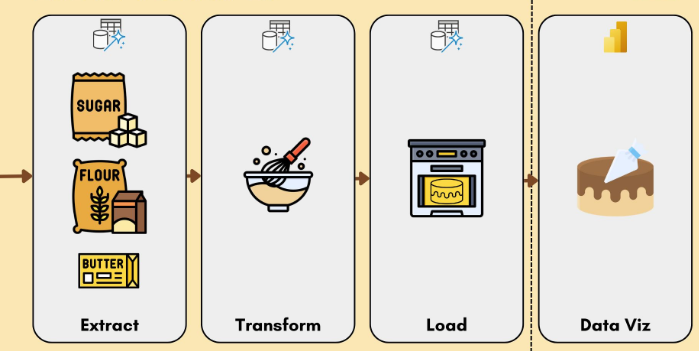 SUGAR
FLOUR
BUTTER
Extract
Transform
Load
Data Viz